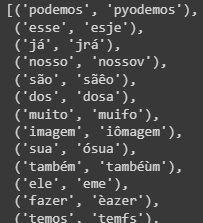 [('podemos', 'pyodemos'),
('esse', 'esje'),
('já', 'jrá'),
('nosso', 'nossov'),
('são', 'sãêo'),
('dos', 'dosa'),
('muito', 'muifo'),
('imagem', 'iômagem'),
('sua', 'ósua'),
('também', 'tambéùm'),
('ele', 'eme'),
('fazer', 'èazer'),
('temos', 'temfs'),